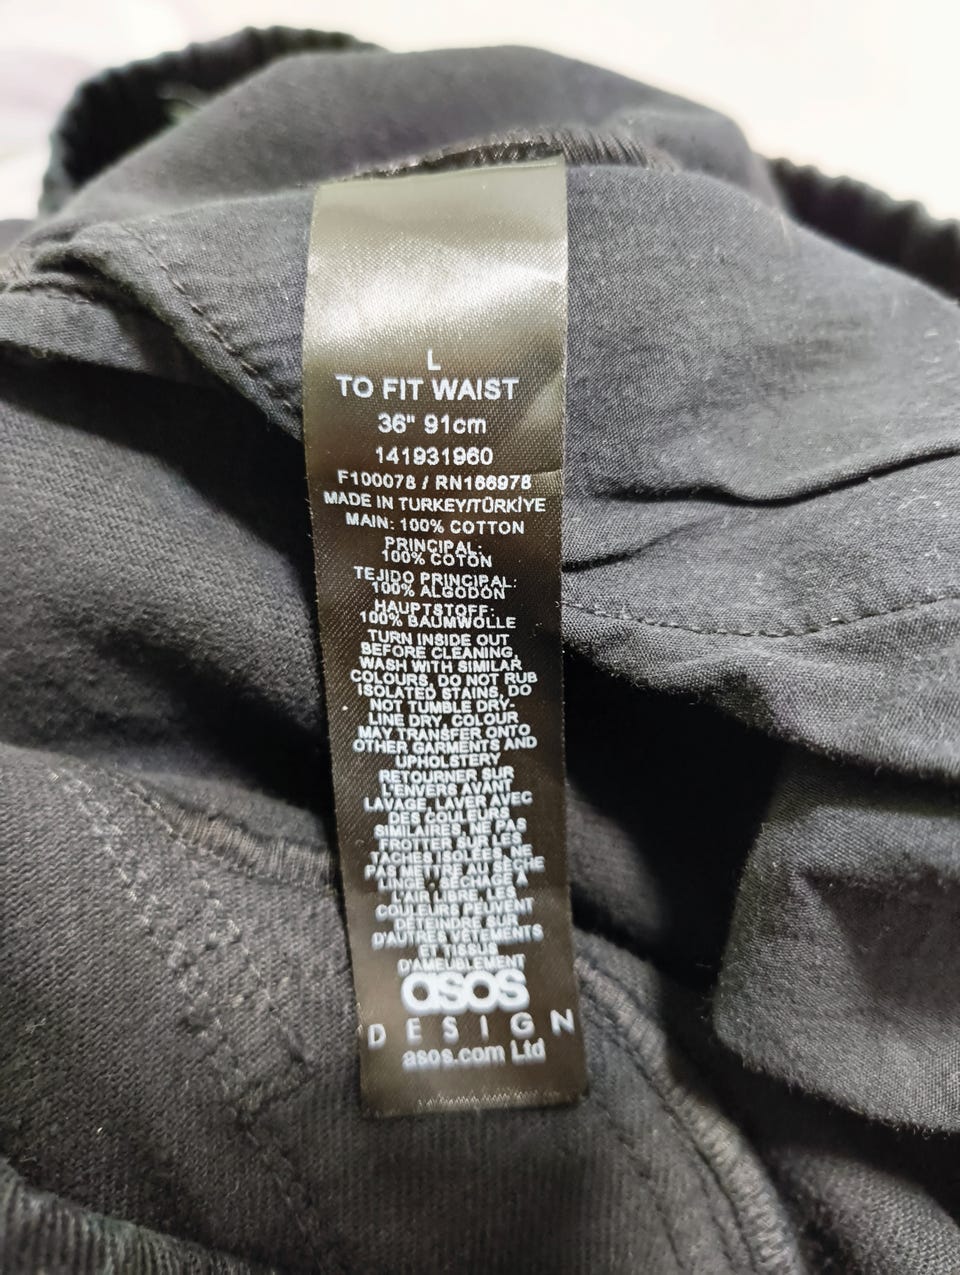 L
TO FIT WAIST
36" 91cm
141931960
F100078 / RN166978
MADE IN TURKEY/TÜRKİYE
MAIN: 100% COTTON
PRINCIPAL:
100% COTON
TEJIDO PRINCIPAL:
100% ALGODÓN
HAUPTSTOFF:
100% BAUMWOLLE
TURN INSIDE OUT
BEFORE CLEANING,
WASH WITH SIMILAR
COLOURS, DO NOT RUB
ISOLATED STAINS, DO
NOT TUMBLE DRY-
LINE DRY, COLOUR
MAY TRANSFER ONTO
OTHER GARMENTS AND
UPHOLSTERY
RETOURNER SUR
L'ENVERS AVANT
LAVAGE, LAVER AVEC
DES COULEURS
SIMILAIRES, NE PAS
FROTTER SUR LES
TACHES ISOLÉES, NE
PAS METTRE AU SÈCHE
LINGE / SÉCHAGE À
L'AIR LIBRE, LES
COULEURS PEUVENT
DÉTEINDRE SUR
D'AUTRES VÊTEMENTS
ET TISSUS
D'AMEUBLEMENT
asos
DESIGN
asos.com Ltd